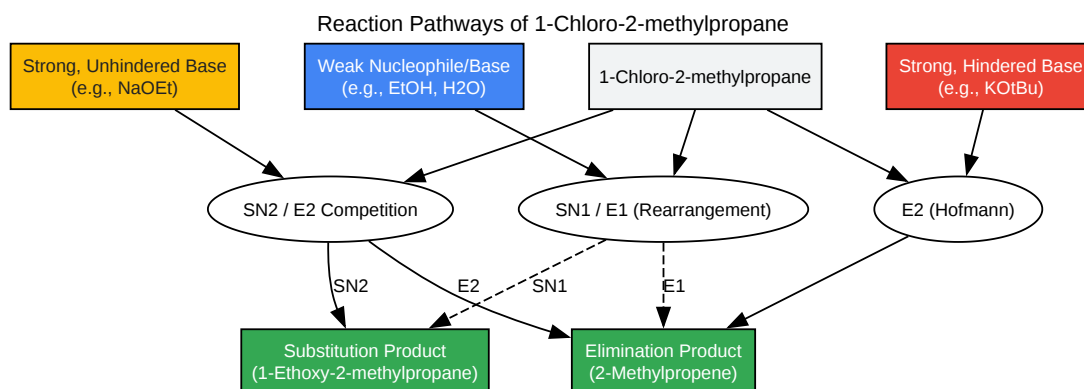 Reaction Pathways of 1-Chloro-2-methylpropane
Strong, Unhindered Base
(e.g., NaOEt)
Weak Nucleophile/Base
(e.g., EtOH, H2O)
1-Chloro-2-methylpropane
Strong, Hindered Base
(e.g., KOtBu)
SN2 / E2 Competition
SN1 / E1 (Rearrangement)
E2 (Hofmann)
SN2
E2
SN1
E1
Substitution Product
(1-Ethoxy-2-methylpropane)
Elimination Product
(2-Methylpropene)